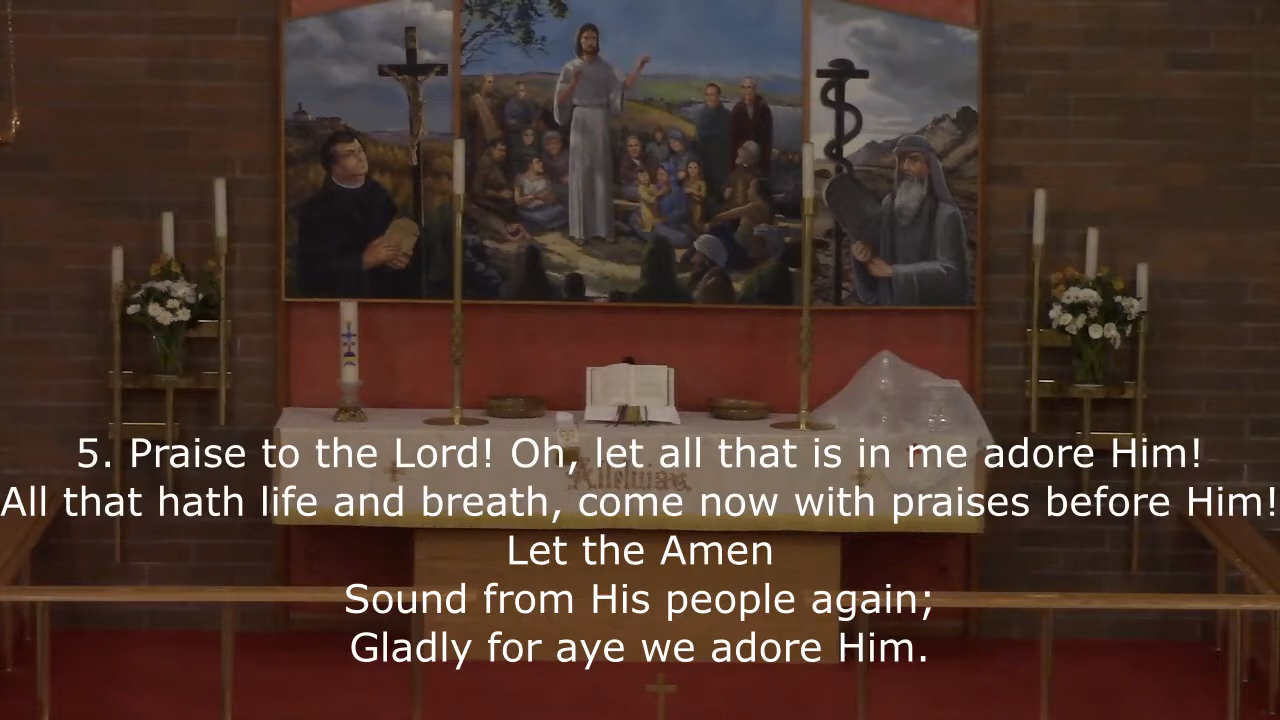 5. Praise to the Lord! Oh, let all that is in me adore Him!
All that hath life and breath, come now with praises before Him!
Let the Amen
Sound from His people again;
Gladly for aye we adore Him.
Alleluia